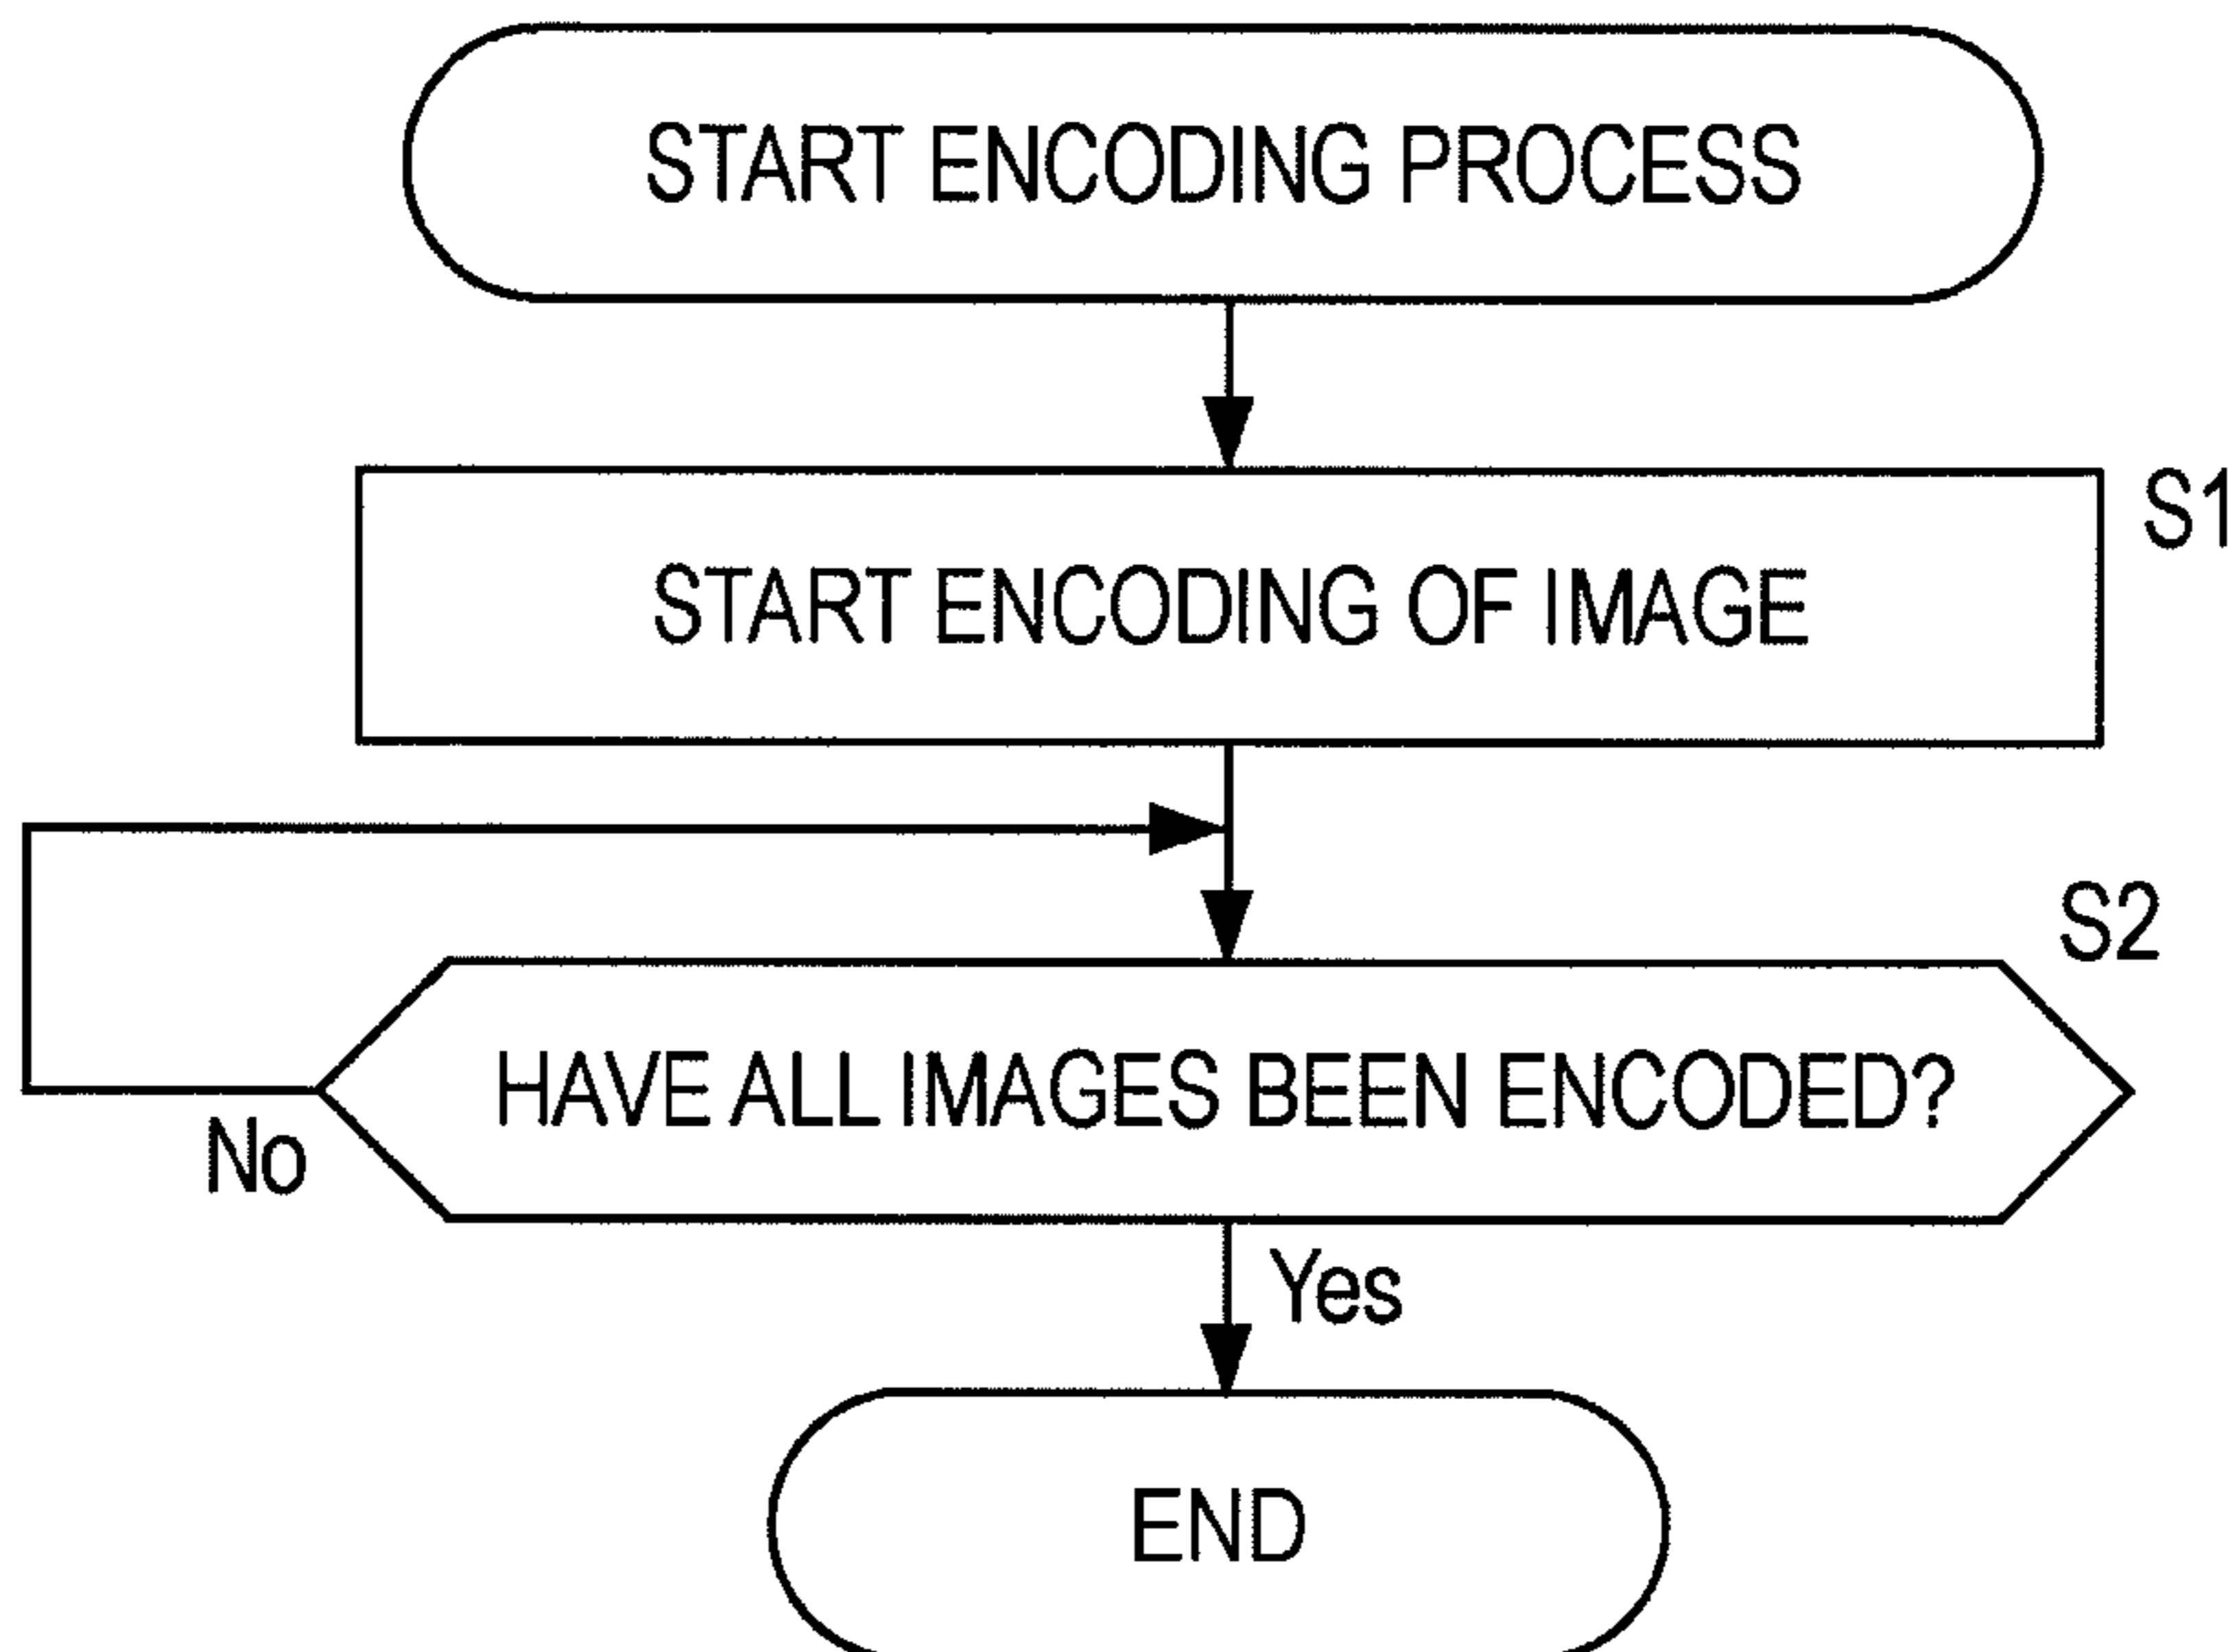 START ENCODING PROCESS
S1
START ENCODING OF IMAGE
S2
HAVE ALL IMAGES BEEN ENCODED?
No
Yes
END